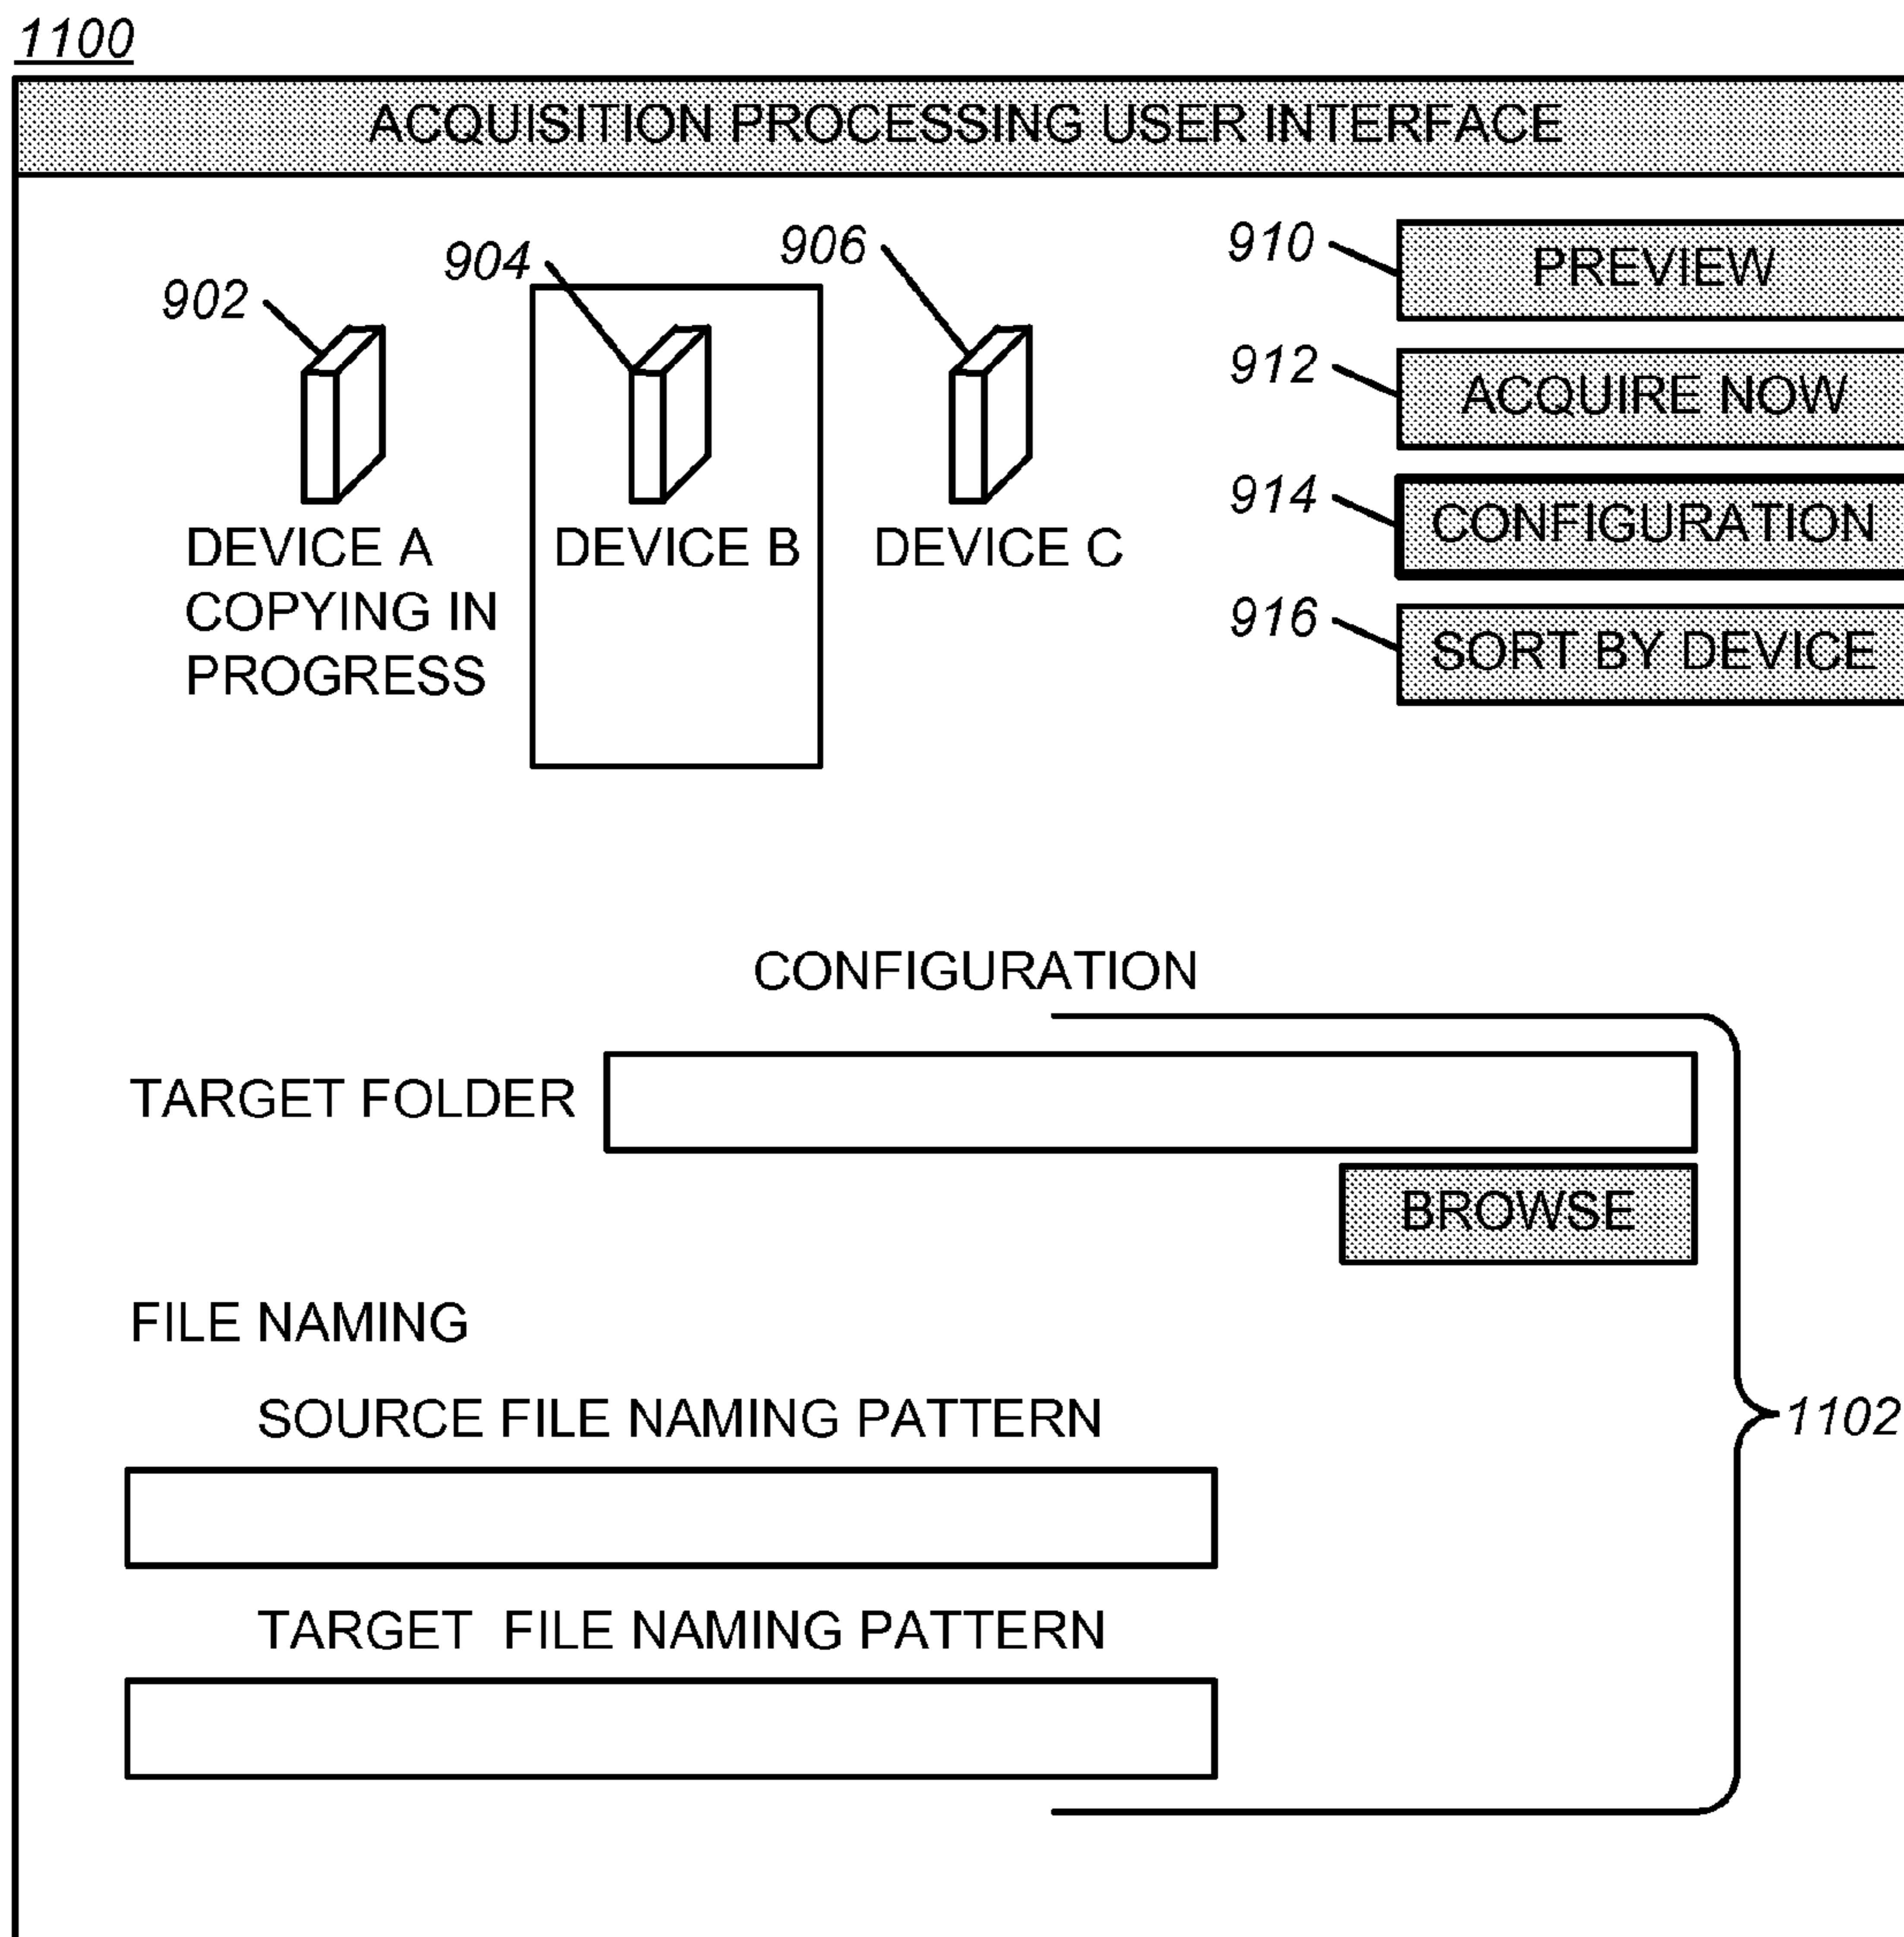 1100
ACQUISITION PROCESSING USER INTERFACE
902
904
906
DEVICE A
COPYING IN
PROGRESS
DEVICE B
DEVICE C
910
PREVIEW
912
ACQUIRE NOW
914
CONFIGURATION
916
SORT BY DEVICE
CONFIGURATION
TARGET FOLDER
BROWSE
FILE NAMING
SOURCE FILE NAMING PATTERN
1102
TARGET FILE NAMING PATTERN